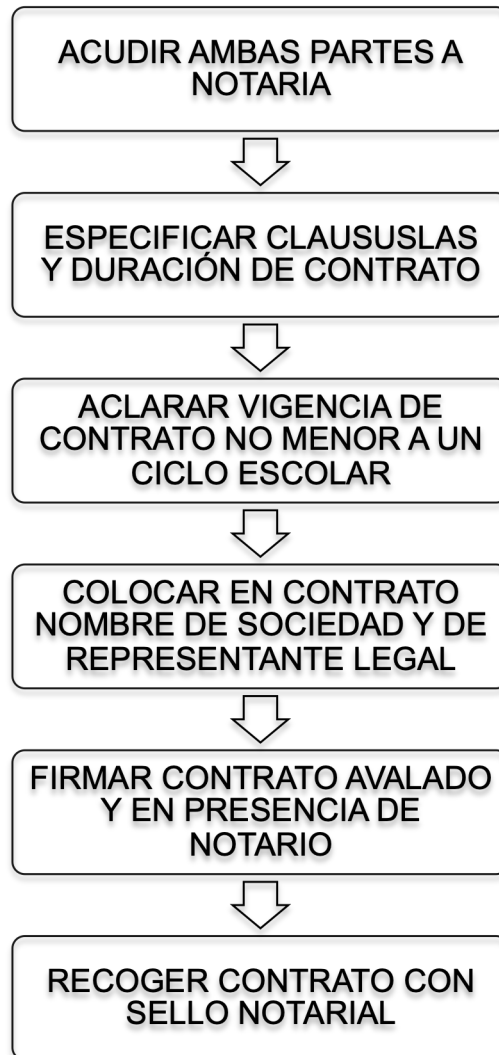 ACUDIR AMBAS PARTES A
NOTARIA
ESPECIFICAR CLAUSUSLAS
Y DURACIÓN DE CONTRATO
ACLARAR VIGENCIA DE
CONTRATO NO MENOR A UN
CICLO ESCOLAR
COLOCAR EN CONTRATO
NOMBRE DE SOCIEDAD Y DE
REPRESENTANTE LEGAL
FIRMAR CONTRATO AVALADO
Y EN PRESENCIA DE
NOTARIO
RECOGER CONTRATO CON
SELLO NOTARIAL